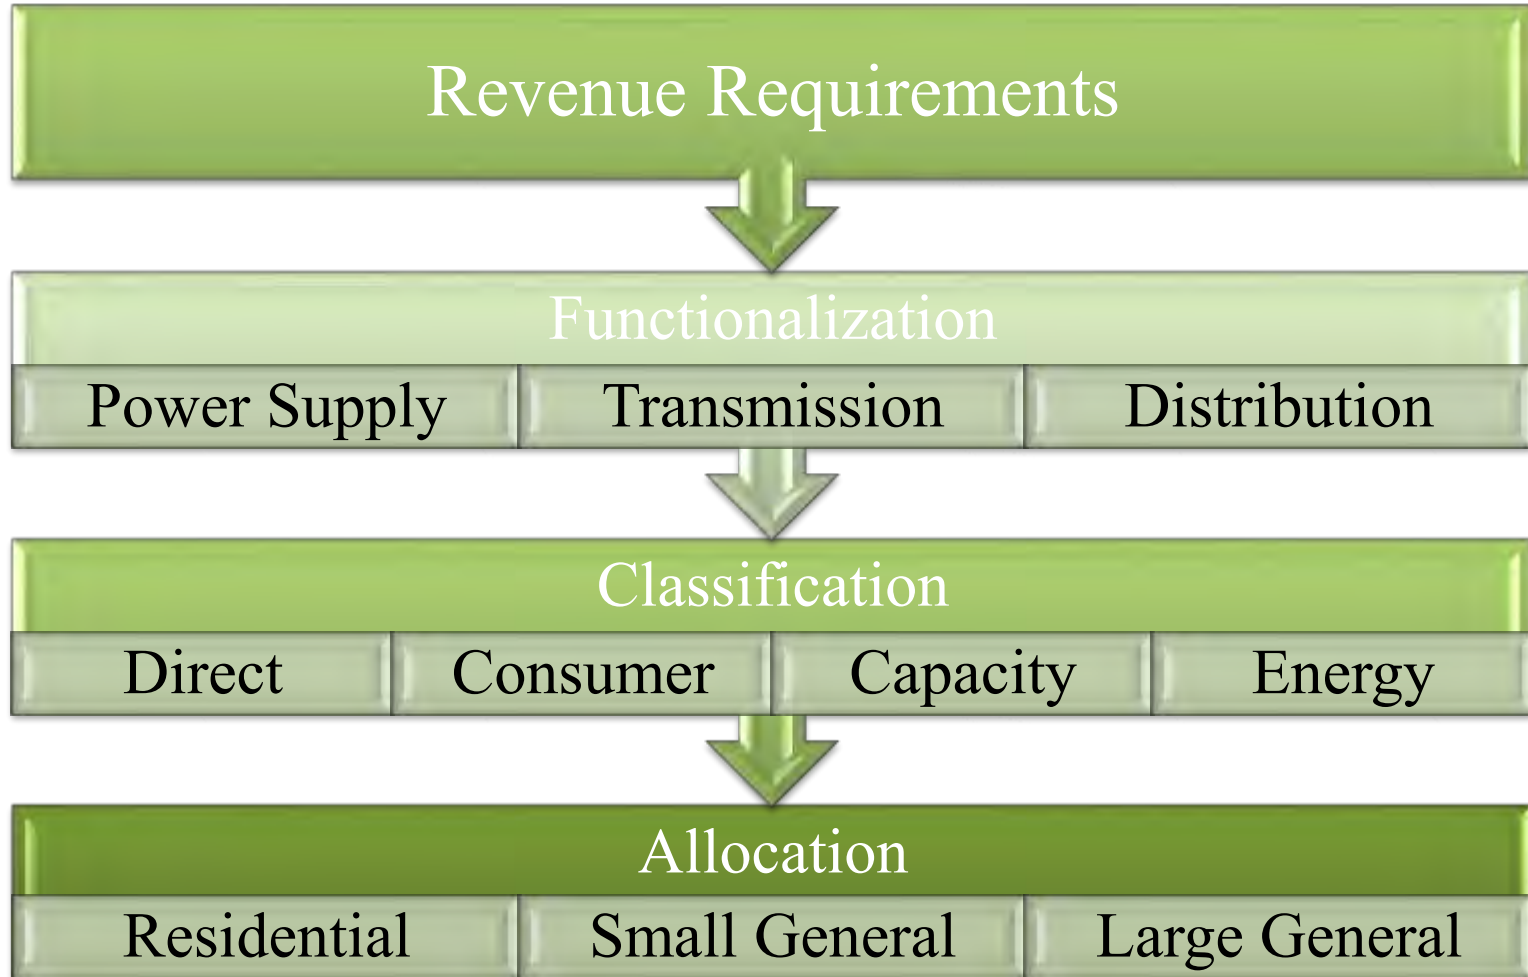 Revenue Requirements
Functionalization
Power Supply Transmission Distribution
Classification
Direct Consumer Capacity Energy
Allocation
Residential Small General Large General